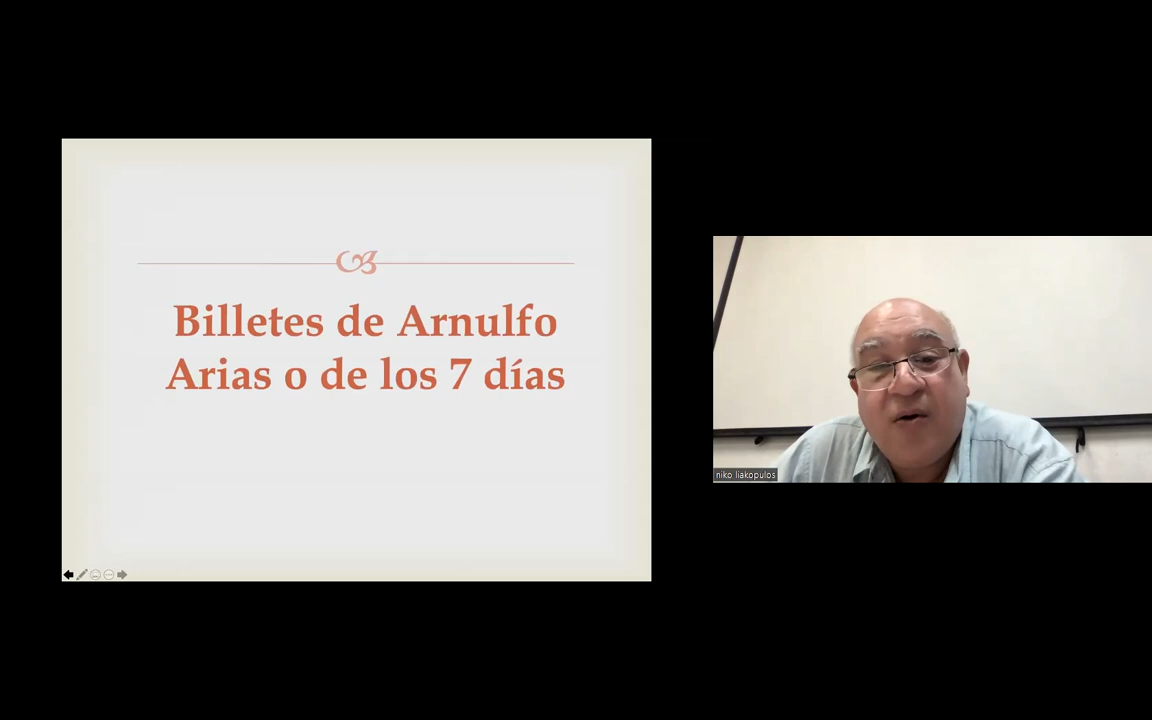 Billetes de Arnulfo
Arias o de los 7 días
niko liakopulos